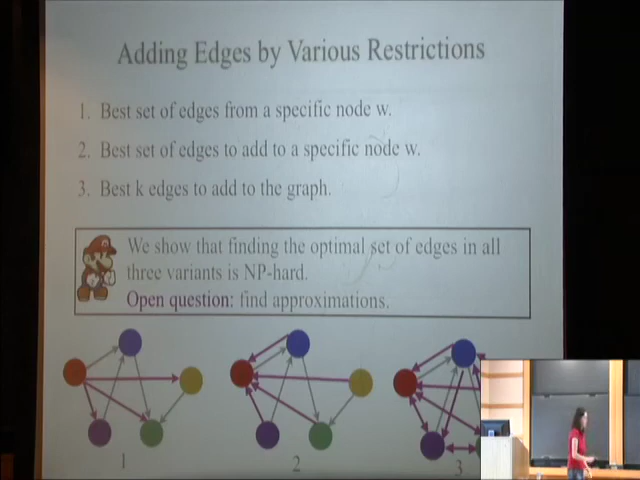 Adding Edges by Various Restrictions
1. Best set of edges from a specific node w.
2. Best set of edges to add to a specific node w.
3. Best k edges to add to the graph.
We show that finding the optimal set of edges in all
three variants is NP-hard.
Open question: find approximations.
1
2
3